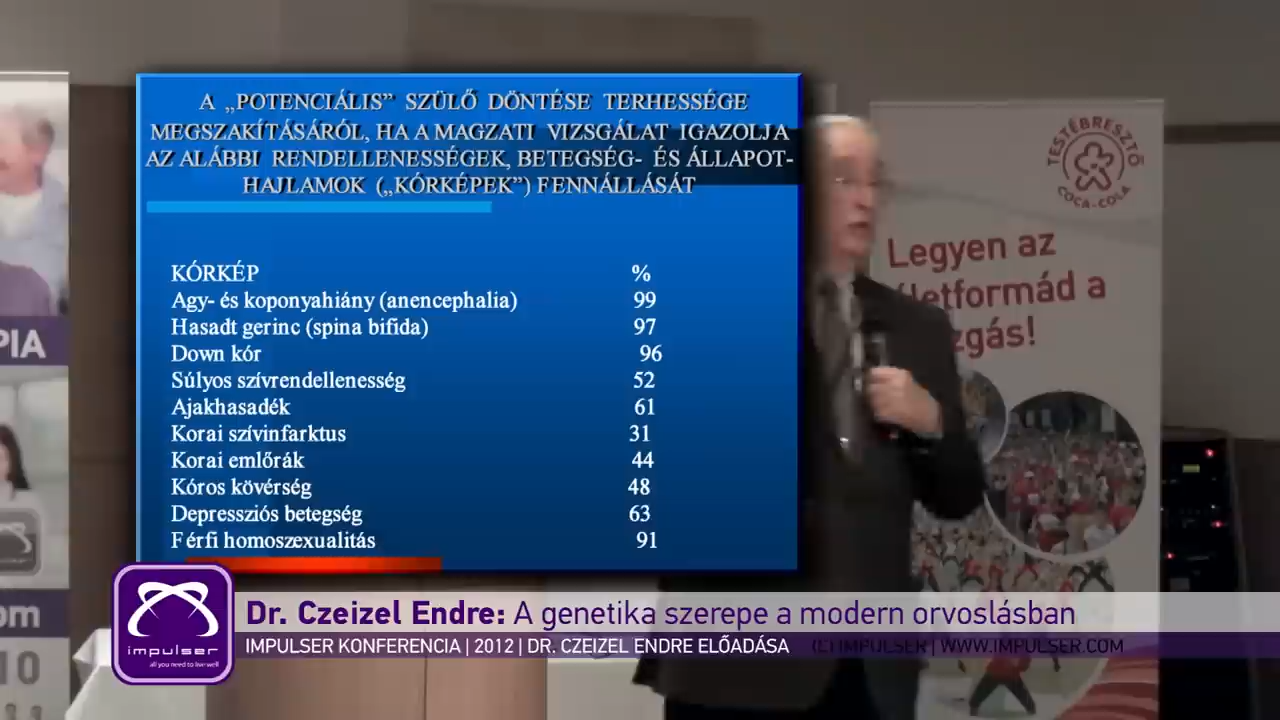 A „POTENCIÁLIS” SZÜLŐ DÖNTÉSE TERHESSÉGE
MEGSZAKÍTÁSÁRÓL, HA A MAGZATI VIZSGÁLAT IGAZOLJA
AZ ALÁBBI RENDELLENESSÉGEK, BETEGSÉG- ÉS ÁLLAPOT-
HAJLAMOK („KÓRKÉPEK”) FENNÁLLÁSÁT
KÓRKÉP %
Agy- és koponyahiány (anencephalia) 99
Hasadt gerinc (spina bifida) 97
Down kór 96
Súlyos szívrendellenesség 52
Ajakhasadék 61
Korai szívinfarktus 31
Korai emlőrák 44
Kóros kövérség 48
Depressziós betegség 63
Férfi homoszexualitás 91
TESTÉBRESZTŐ
COCA-COLA
Legyen az
életformád a
zgás!
PIA
om
10
impulser
all you need to live well
Dr. Czeizel Endre: A genetika szerepe a modern orvoslásban
IMPULSER KONFERENCIA | 2012 | DR. CZEIZEL ENDRE ELŐADÁSA (C) IMPULSER | WWW.IMPULSER.COM